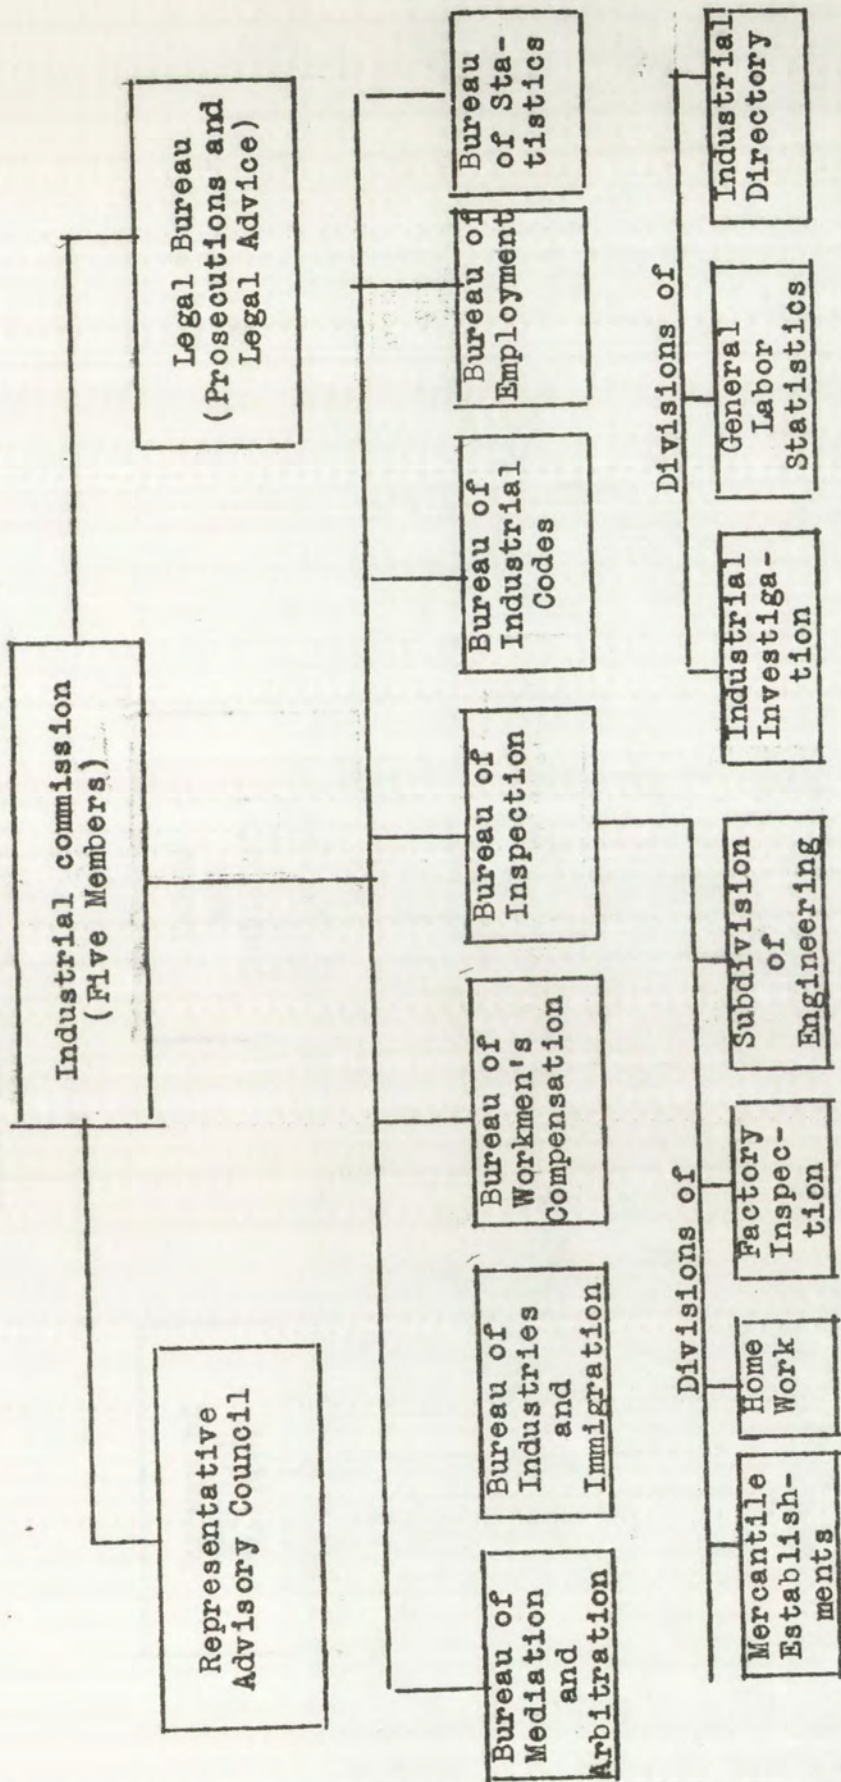 Industrial commission
(Five Members)
Representative
Advisory Council
Legal Bureau
(Prosecutions and
Legal Advice)
Bureau of
Mediation
and
Arbitration
Bureau of
Industries
and
Immigration
Bureau of
Workmen's
Compensation
Bureau of
Inspection
Bureau of
Industrial
Codes
Bureau of
Employment
Bureau
of Sta-
tistics
Divisions of
Mercantile
Establish-
ments
Home
Work
Factory
Inspec-
tion
Subdivision
of
Engineering
Divisions of
Industrial
Investiga-
tion
General
Labor
Statistics
Industrial
Directory